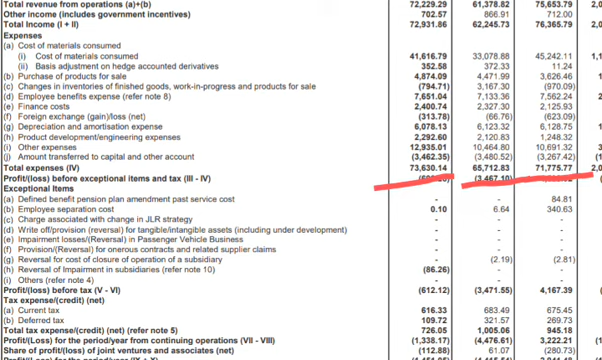 Total revenue from operations (a)+(b) 72,229.29 61,378.82 75,653.79
Other income (includes government incentives) 702.57 866.91 712.00
Total Income (I + II) 72,931.86 62,245.73 76,365.79
Expenses
(a) Cost of materials consumed
(i) Cost of materials consumed 41,616.79 33,078.88 45,242.11
(ii) Basis adjustment on hedge accounted derivatives 352.58 372.33 11.24
(b) Purchase of products for sale 4,874.09 4,471.99 3,626.46
(c) Changes in inventories of finished goods, work-in-progress and products for sale (794.71) 3,167.30 (970.09)
(d) Employee benefits expense (refer note 8) 7,651.04 7,133.36 7,562.24
(e) Finance costs 2,400.74 2,327.30 2,125.93
(f) Foreign exchange (gain)/loss (net) (313.78) (66.76) (623.09)
(g) Depreciation and amortisation expense 6,078.13 6,123.32 6,128.75
(h) Product development/engineering expenses 2,292.60 2,120.83 1,248.32
(i) Other expenses 12,935.01 10,464.80 10,691.32
(j) Amount transferred to capital and other account (3,462.35) (3,480.52) (3,267.42)
Total expenses (IV) 73,630.14 65,712.83 71,775.77
Profit/(loss) before exceptional items and tax (III - IV) (3,467.10)
Exceptional Items
(a) Defined benefit pension plan amendment past service cost - - 84.81
(b) Employee separation cost 0.10 6.64 340.63
(c) Charge associated with change in JLR strategy - - -
(d) Write off/provision (reversal) for tangible/intangible assets (including under development) - - -
(e) Impairment losses/(Reversal) in Passenger Vehicle Business - - -
(f) Provision/(Reversal) for onerous contracts and related supplier claims - - -
(g) Reversal for cost of closure of operation of a subsidiary - (2.19) (2.81)
(h) Reversal of Impairment in subsidiaries (refer note 10) (86.26) - -
(i) Others (refer note 4) - - -
Profit/(loss) before tax (V - VI) (612.12) (3,471.55) 4,167.39
Tax expense/(credit) (net)
(a) Current tax 616.33 683.49 675.45
(b) Deferred tax 109.72 321.57 269.73
Total tax expense/(credit) (net) (refer note 5) 726.05 1,005.06 945.18
Profit/(loss) for the period/year from continuing operations (VII - VIII) (1,338.17) (4,476.61) 3,222.21
Share of profit/(loss) of joint ventures and associates (net) (112.88) 61.07 (280.73)